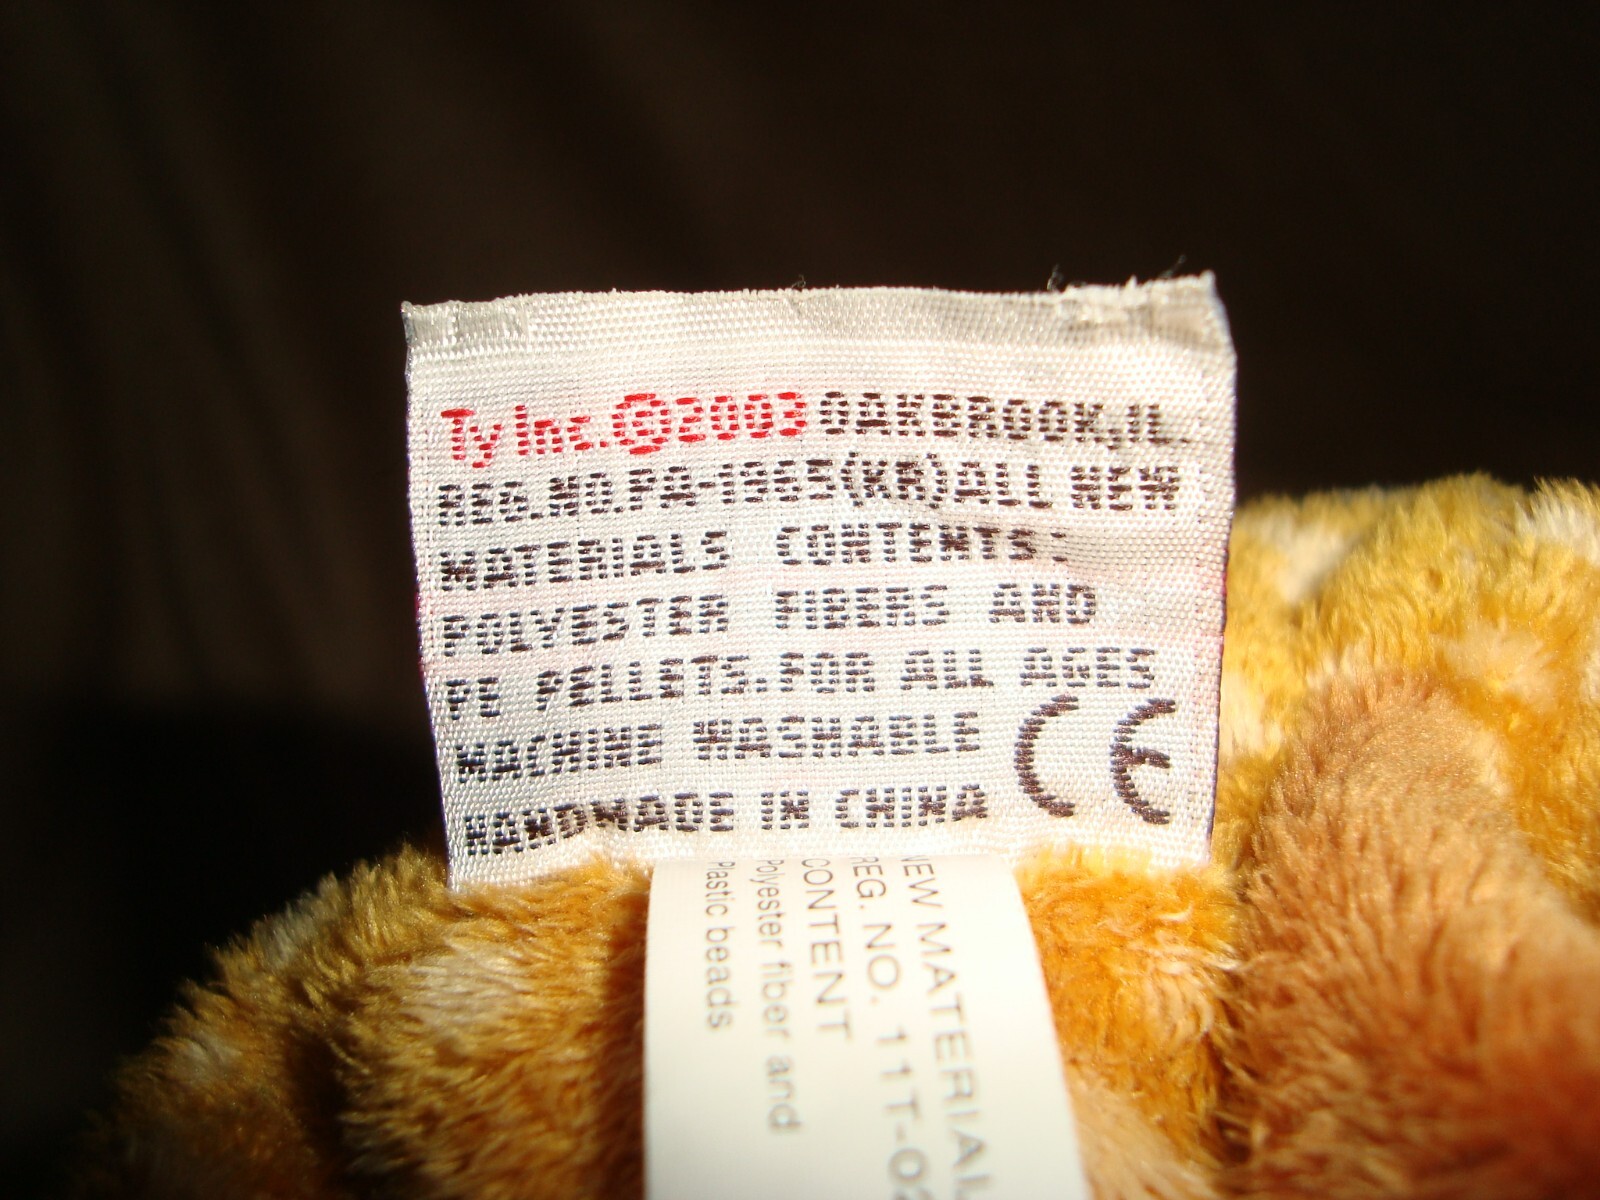 Ty Inc.©2003 OAKBROOK,IL.
REG.NO.PA-1965(KR)ALL NEW
MATERIALS CONTENTS:
POLYESTER FIBERS AND
PE PELLETS.FOR ALL AGES
MACHINE WASHABLE CE
HANDMADE IN CHINA
NEW MATERIAL
REG. NO. 11T-02
CONTENT
Polyester fiber and
Plastic beads